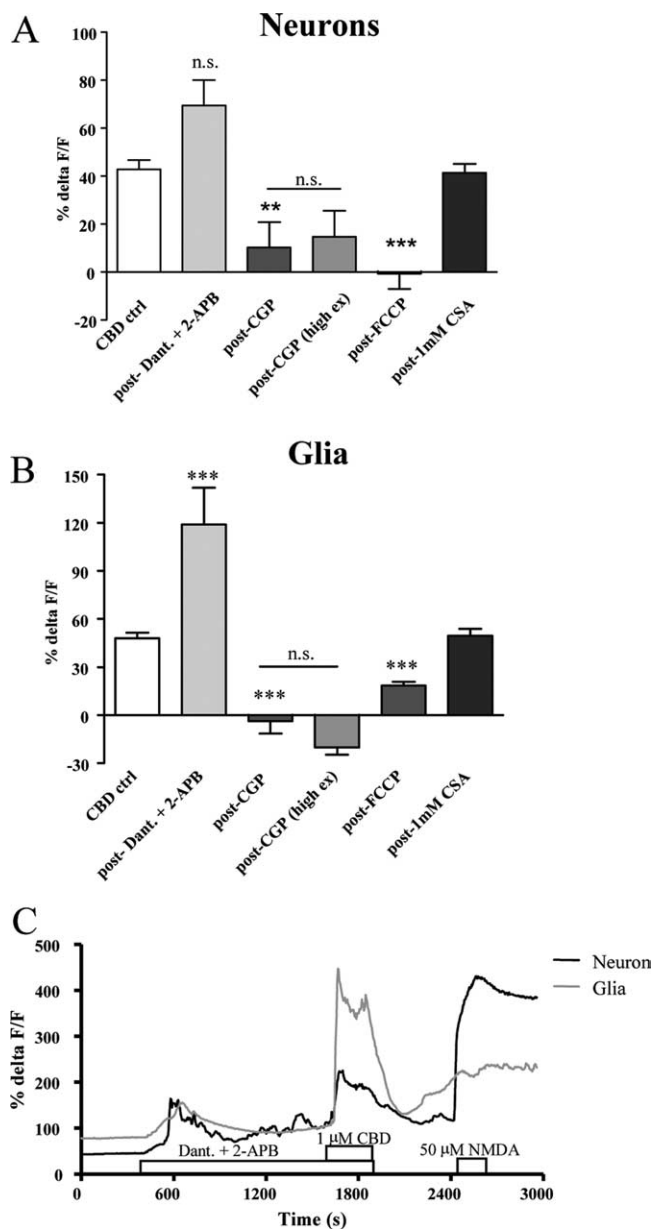 A
Neurons
n.s.
100
80
60
40
20
0
-20
% delta F/F
n.s.
**
***
CBD ctrl
post- Dant. + 2-APB
post-CGP
post-CGP (high ex)
post-FCCP
post-1mM CSA
B
Glia
150
120
90
60
30
0
-30
% delta F/F
***
n.s.
***
***
CBD ctrl
post- Dant. + 2-APB
post-CGP
post-CGP (high ex)
post-FCCP
post-1mM CSA
C
500
400
300
200
100
0
% delta F/F
Neuron
Glia
Dant. + 2-APB
1 μM CBD
50 μM NMDA
0 600 1200 1800 2400 3000
Time (s)